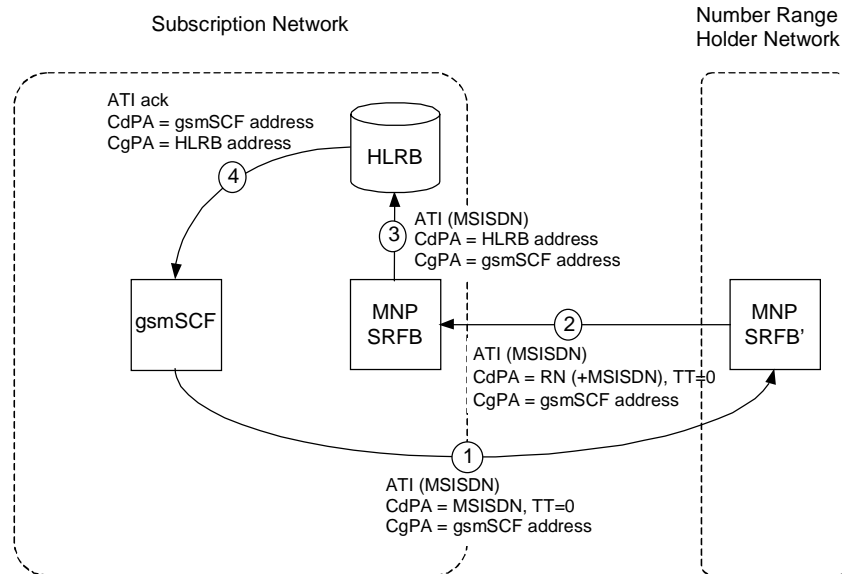 Subscription Network
Number Range
Holder Network
ATI ack
CdPA = gsmSCF address
CgPA = HLRB address
4
HLRB
3
ATI (MSISDN)
CdPA = HLRB address
CgPA = gsmSCF address
gsmSCF
MNP
SRFB
2
MNP
SRFB’
ATI (MSISDN)
CdPA = RN (+MSISDN), TT=0
CgPA = gsmSCF address
1
ATI (MSISDN)
CdPA = MSISDN, TT=0
CgPA = gsmSCF address